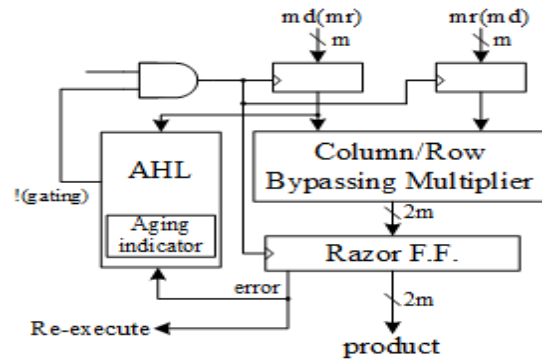 md(mr)
mr(md)
m
m
AHL
Column/Row
Bypassing Multiplier
!(gating)
Aging
indicator
2m
Razor F.F.
error
2m
Re-execute
product